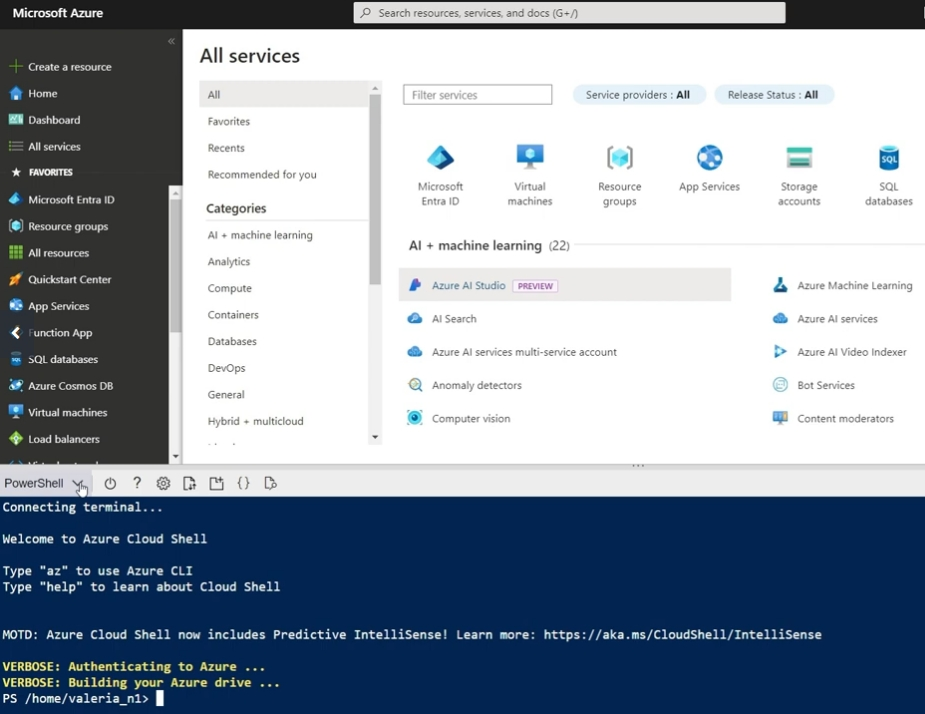 Microsoft Azure
Search resources, services, and docs (G+/)
«
Create a resource
Home
Dashboard
All services
FAVORITES
Microsoft Entra ID
Resource groups
All resources
Quickstart Center
App Services
Function App
SQL databases
Azure Cosmos DB
Virtual machines
Load balancers
All services
All
Favorites
Recents
Recommended for you
Categories
AI + machine learning
Analytics
Compute
Containers
Databases
DevOps
General
Hybrid + multicloud
Filter services
Service providers : All
Release Status : All
Microsoft
Entra ID
Virtual
machines
Resource
groups
App Services
Storage
accounts
SQL
SQL
databases
AI + machine learning (22)
Azure AI Studio PREVIEW
Azure Machine Learning
AI Search
Azure AI services
Azure AI services multi-service account
Azure AI Video Indexer
Anomaly detectors
Bot Services
Computer vision
Content moderators
PowerShell ? {}
Connecting terminal...
Welcome to Azure Cloud Shell
Type "az" to use Azure CLI
Type "help" to learn about Cloud Shell
MOTD: Azure Cloud Shell now includes Predictive IntelliSense! Learn more: https://aka.ms/CloudShell/IntelliSense
VERBOSE: Authenticating to Azure ...
VERBOSE: Building your Azure drive ...
PS /home/valeria_n1>